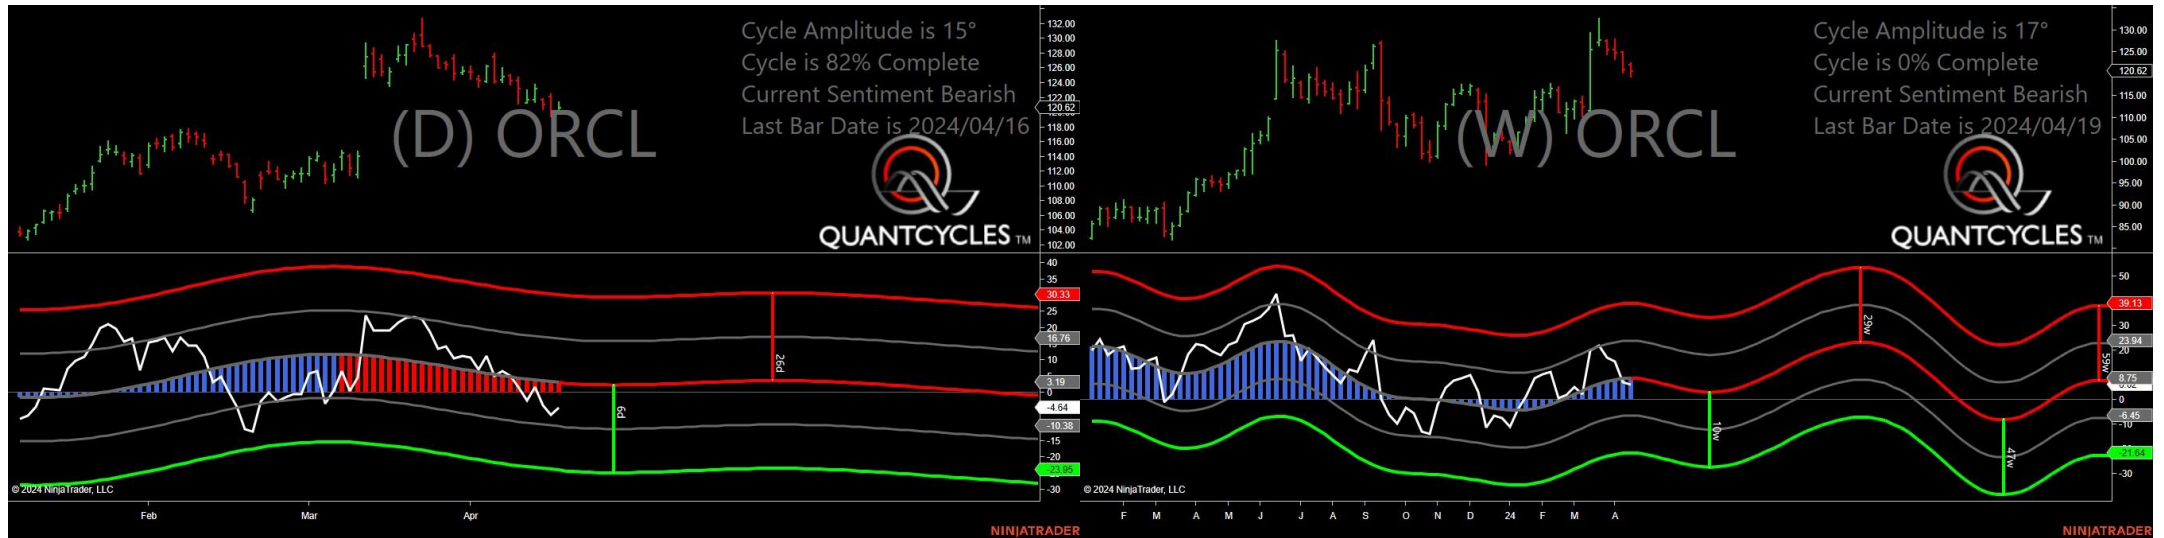 Cycle Amplitude is 15°
Cycle is 82% Complete
Current Sentiment Bearish
Last Bar Date is 2024/04/16
(D) ORCL
QUANTCYCLES TM
132.00
130.00
128.00
126.00
124.00
122.00
120.62
118.00
116.00
114.00
112.00
110.00
108.00
106.00
104.00
102.00
40
35
30.33
25
20
16.76
10
5
3.19
0
-4.64
-10.38
-15
-20
-23.95
-30
26d
6d
© 2024 NinjaTrader, LLC
Feb Mar Apr
NINJATRADER
Cycle Amplitude is 17°
Cycle is 0% Complete
Current Sentiment Bearish
Last Bar Date is 2024/04/19
(W) ORCL
QUANTCYCLES TM
130.00
125.00
120.62
115.00
110.00
105.00
100.00
95.00
90.00
85.00
50
39.13
30
23.94
20
8.75
0
-6.45
-10
-21.64
-30
29w
59w
10w
47w
© 2024 NinjaTrader, LLC
F M A M J J A S O N D 24 F M A
NINJATRADER